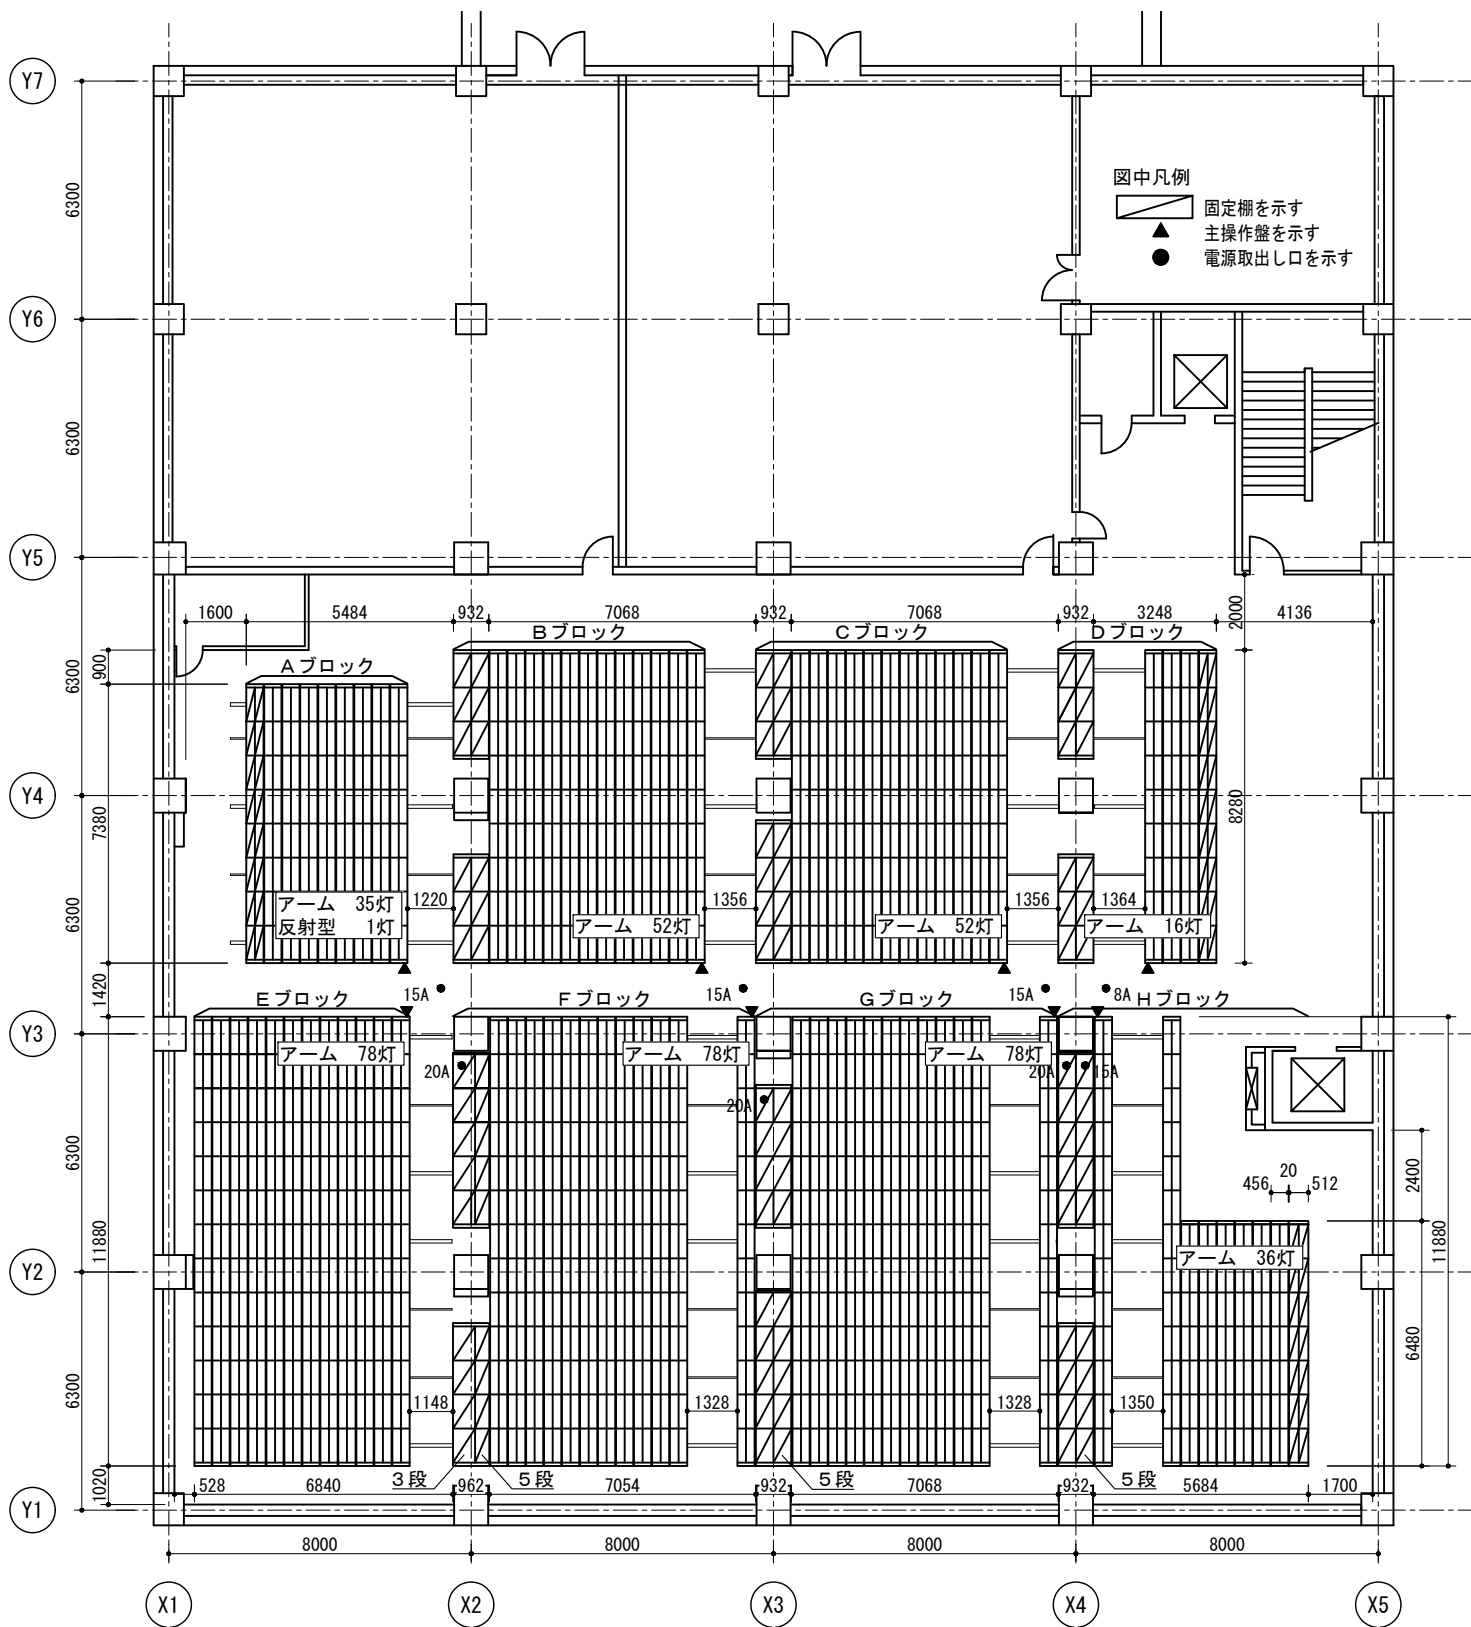 Y7
図中凡例
固定棚を示す
主操作盤を示す
電源取出し口を示す
6300
Y6
6300
Y5
1600
5484
932
7068
932
7068
932
3248
2000
4136
Aブロック
Bブロック
Cブロック
Dブロック
6300
900
Y4
7380
8280
6300
アーム 35灯
反射型 1灯
1220
アーム 52灯
1356
アーム 52灯
1356
1364
アーム 16灯
1420
15A
15A
15A
8A
Eブロック
Fブロック
Gブロック
Hブロック
Y3
アーム 78灯
アーム 78灯
アーム 78灯
20A
20A
20A
15A
6300
11880
2400
11880
456
20
512
Y2
アーム 36灯
6480
6300
1148
1328
1328
1350
3段
5段
5段
5段
1020
528
6840
962
7054
932
7068
932
5684
1700
Y1
8000
8000
8000
8000
X1
X2
X3
X4
X5